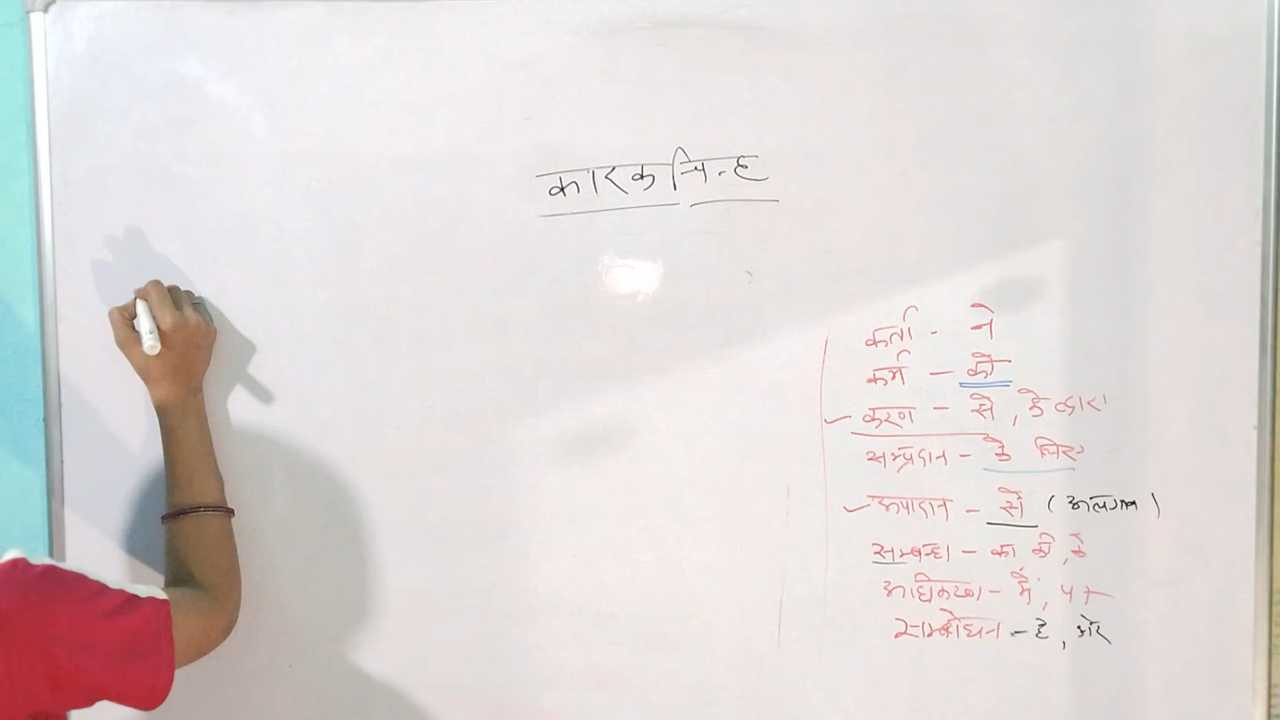 कारक चिन्ह
कर्ता - ने
कर्म - को
करण - से, के द्वारा
सम्प्रदान - के लिए
अपादान - से (अलगाव)
सम्बन्ध - का की, के
अधिकरण - में, पर
सम्बोधन - हे, अरे